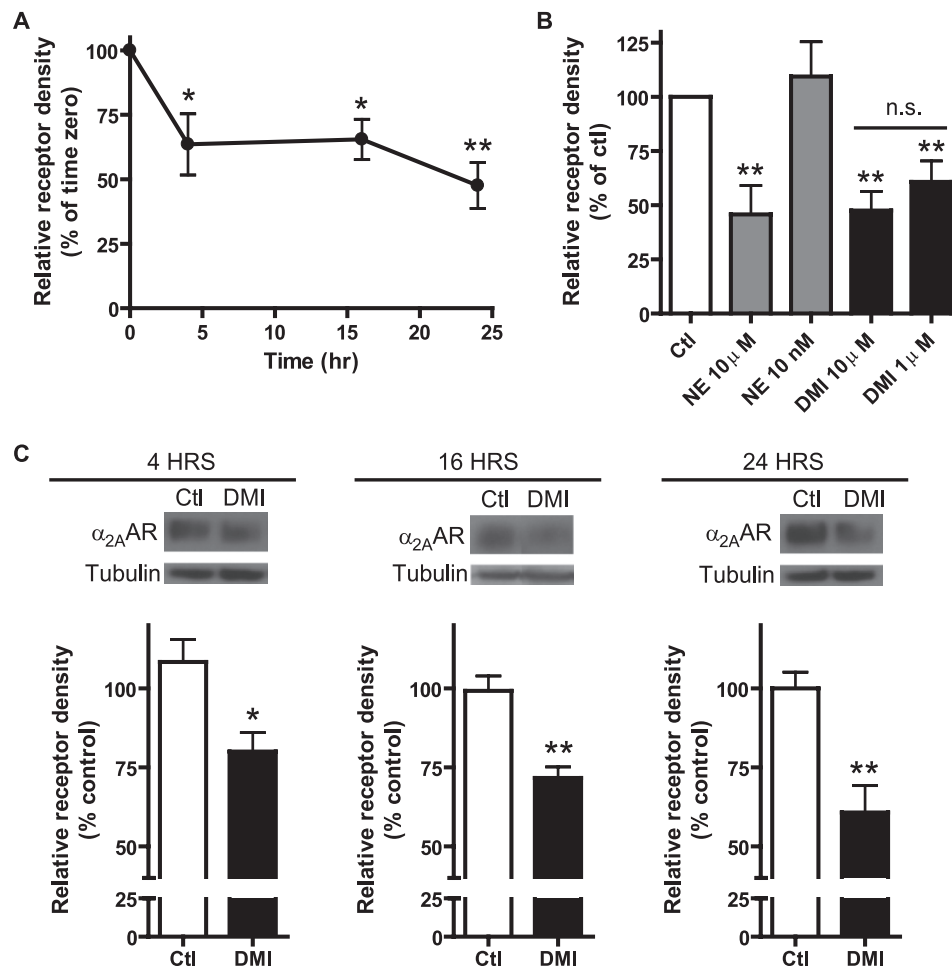 A
Relative receptor density
(% of time zero)
100
75
50
25
0
*
*
**
0 5 10 15 20 25
Time (hr)
B
Relative receptor density
(% of ctl)
125
100
75
50
25
0
**
n.s.
**
**
Ctl
NE 10µ M
NE 10 nM
DMI 10µ M
DMI 1µ M
C
4 HRS
Ctl DMI
α2AAR
Tubulin
Relative receptor density
(% control)
100
75
50
25
0
*
Ctl DMI
16 HRS
Ctl DMI
α2AAR
Tubulin
Relative receptor density
(% control)
100
75
50
25
0
**
Ctl DMI
24 HRS
Ctl DMI
α2AAR
Tubulin
Relative receptor density
(% control)
100
75
50
25
0
**
Ctl DMI